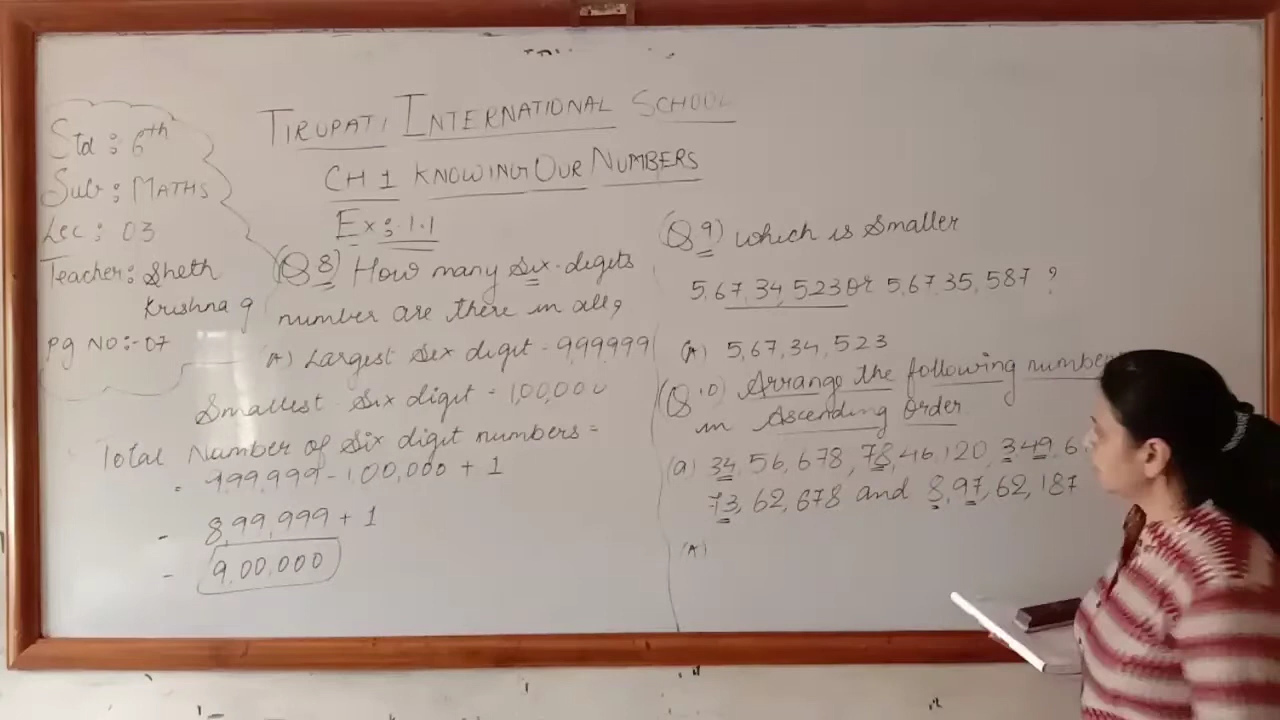 TIRUPATI INTERNATIONAL SCHOOL
CH 1 KNOWING OUR NUMBERS
Ex : 1.1
Std : 6th
Sub : MATHS
Lec : 03
Teacher : Sheth
Krishna
Pg NO :- 07
(Q 8) How many Six-digits
number are there in all,
(A) Largest Six digit - 999999
Smallest Six digit - 1,00,000
Total Number of Six digit numbers =
= 999,999 - 100,000 + 1
- 8,99,999 + 1
- 9,00,000
(Q 9) which is Smaller
5,67,34,523 or 5,67,35,587 ?
(A) 5,67,34,523
(Q 10) Arrange the following number
in Ascending Order
(a) 34,56,678, 78,46,120, 349,6
73,62,678 and 8,97,62,187
(A)